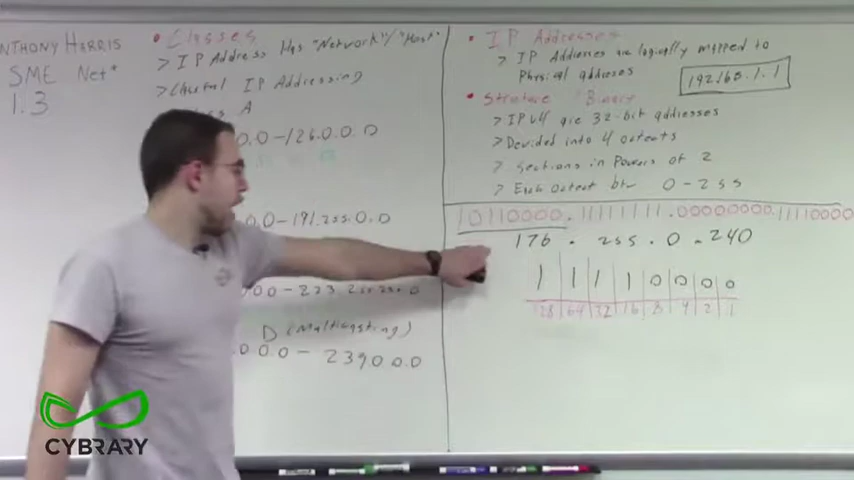 ANTHONY HARRIS
SME Net+
1.3
• Classes
> IP Address Has "Network"/"Host"
> Classful IP Addressing
A
0.0 - 126.0.0.0
.0.0 - 191.255.0.0
.0.0 - 223.255.255.0
D (Multicasting)
0.0.0 - 239.0.0.0
• IP Addresses
> IP Addresses are logically mapped to
Physical addresses
192.168.1.1
• Structure / Binary
> IPv4 are 32-bit addresses
> Decided into 4 octects
> Sections in Powers of 2
> Each Octect btw 0-255
10110000.11111111.00000000.11110000
176 . 255 . 0 . 240
1 1 1 1 0 0 0 0
128 64 32 16 8 4 2 1
CYBRARY